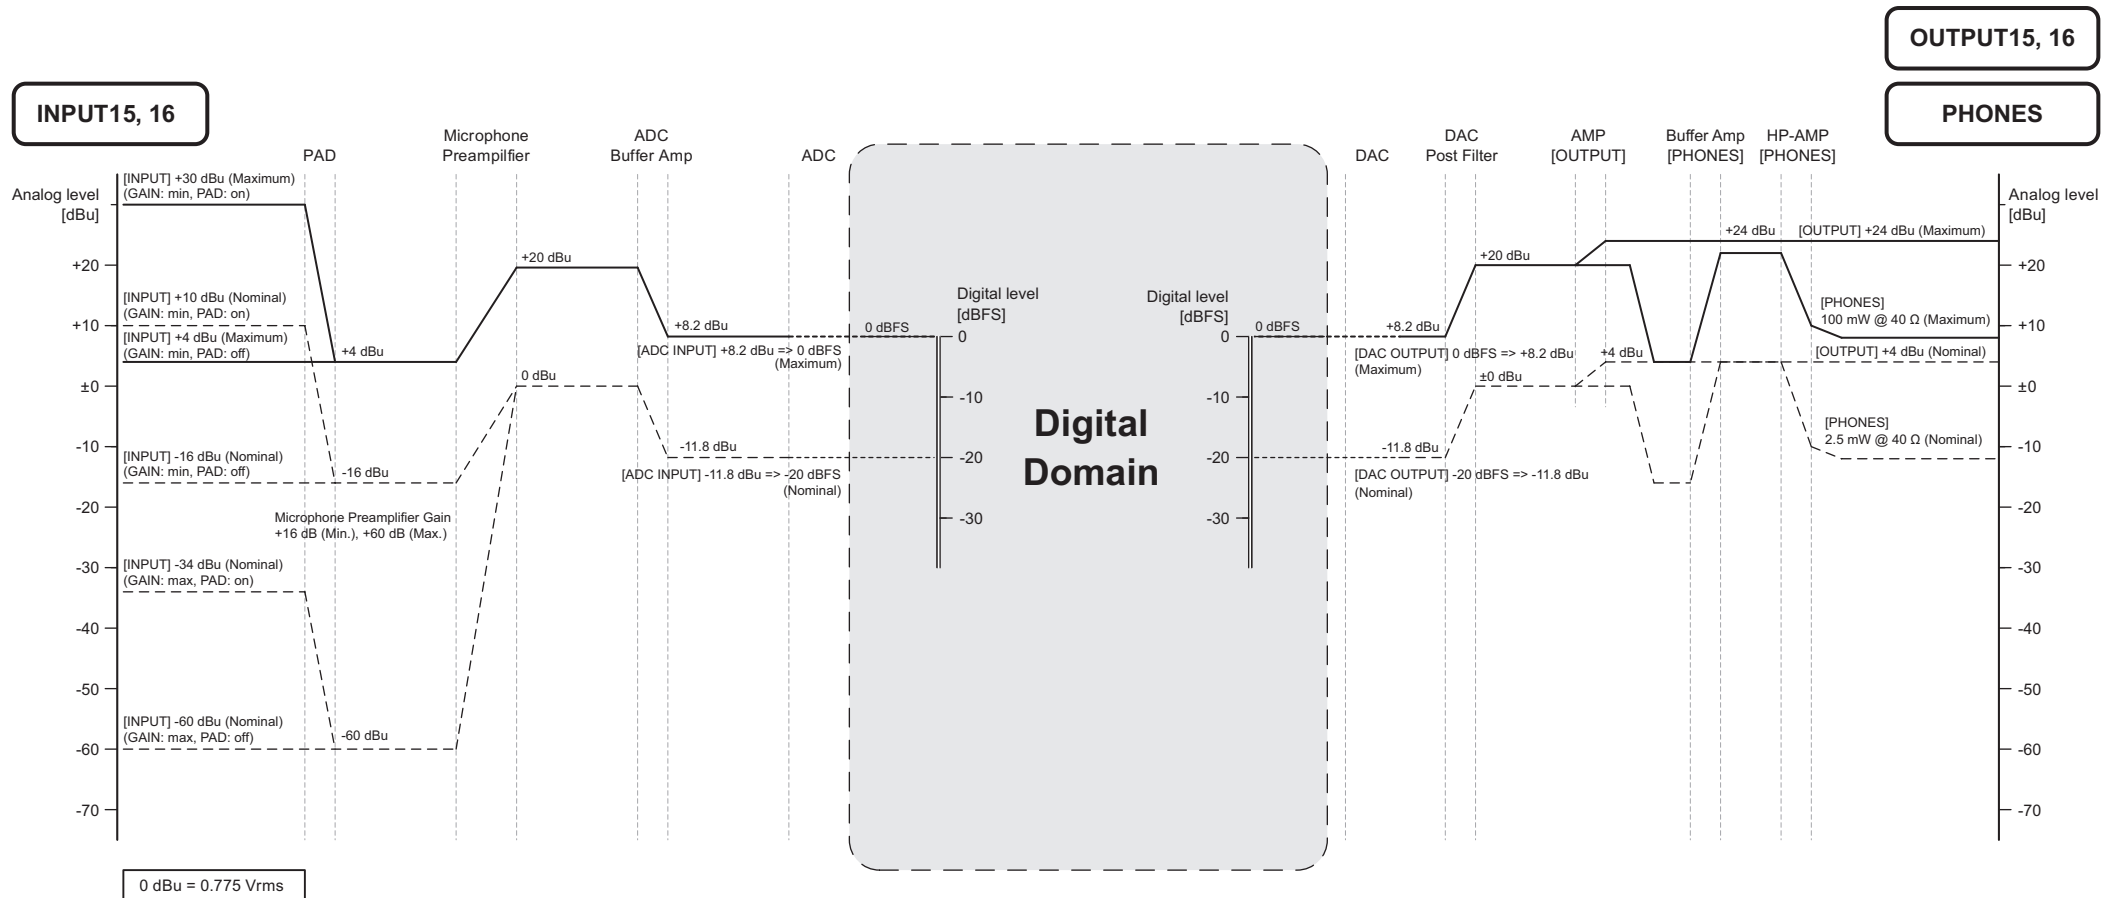 OUTPUT15, 16
INPUT15, 16
PHONES
PAD
Microphone
Preampilfier
ADC
Buffer Amp
ADC
DAC
DAC
Post Filter
AMP
[OUTPUT]
Buffer Amp
[PHONES]
HP-AMP
[PHONES]
Analog level
[dBu]
+20
+10
±0
-10
-20
-30
-40
-50
-60
-70
[INPUT] +30 dBu (Maximum)
(GAIN: min, PAD: on)
[INPUT] +10 dBu (Nominal)
(GAIN: min, PAD: on)
[INPUT] +4 dBu (Maximum)
(GAIN: min, PAD: off)
[INPUT] -16 dBu (Nominal)
(GAIN: min, PAD: off)
[INPUT] -34 dBu (Nominal)
(GAIN: max, PAD: on)
[INPUT] -60 dBu (Nominal)
(GAIN: max, PAD: off)
+4 dBu
-16 dBu
Microphone Preamplifier Gain
+16 dB (Min.), +60 dB (Max.)
-60 dBu
+20 dBu
0 dBu
+8.2 dBu
[ADC INPUT] +8.2 dBu => 0 dBFS
(Maximum)
-11.8 dBu
[ADC INPUT] -11.8 dBu => -20 dBFS
(Nominal)
0 dBFS
Digital level
[dBFS]
0
-10
-20
-30
Digital
Domain
Digital level
[dBFS]
0
-10
-20
-30
0 dBFS
+8.2 dBu
[DAC OUTPUT] 0 dBFS => +8.2 dBu
(Maximum)
-11.8 dBu
[DAC OUTPUT] -20 dBFS => -11.8 dBu
(Nominal)
+20 dBu
±0 dBu
+4 dBu
+24 dBu
[OUTPUT] +24 dBu (Maximum)
[PHONES]
100 mW @ 40 Ω (Maximum)
[OUTPUT] +4 dBu (Nominal)
[PHONES]
2.5 mW @ 40 Ω (Nominal)
Analog level
[dBu]
+20
+10
±0
-10
-20
-30
-40
-50
-60
-70
0 dBu = 0.775 Vrms